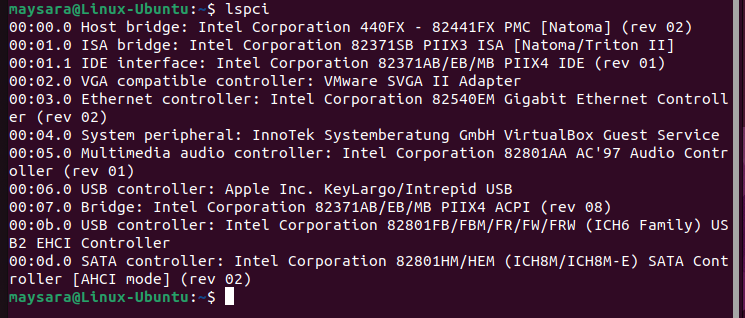 maysara@Linux-Ubuntu:~$ lspci
00:00.0 Host bridge: Intel Corporation 440FX - 82441FX PMC [Natoma] (rev 02)
00:01.0 ISA bridge: Intel Corporation 82371SB PIIX3 ISA [Natoma/Triton II]
00:01.1 IDE interface: Intel Corporation 82371AB/EB/MB PIIX4 IDE (rev 01)
00:02.0 VGA compatible controller: VMware SVGA II Adapter
00:03.0 Ethernet controller: Intel Corporation 82540EM Gigabit Ethernet Controll
er (rev 02)
00:04.0 System peripheral: InnoTek Systemberatung GmbH VirtualBox Guest Service
00:05.0 Multimedia audio controller: Intel Corporation 82801AA AC'97 Audio Contr
oller (rev 01)
00:06.0 USB controller: Apple Inc. KeyLargo/Intrepid USB
00:07.0 Bridge: Intel Corporation 82371AB/EB/MB PIIX4 ACPI (rev 08)
00:0b.0 USB controller: Intel Corporation 82801FB/FBM/FR/FW/FRW (ICH6 Family) US
B2 EHCI Controller
00:0d.0 SATA controller: Intel Corporation 82801HM/HEM (ICH8M/ICH8M-E) SATA Cont
roller [AHCI mode] (rev 02)
maysara@Linux-Ubuntu:~$